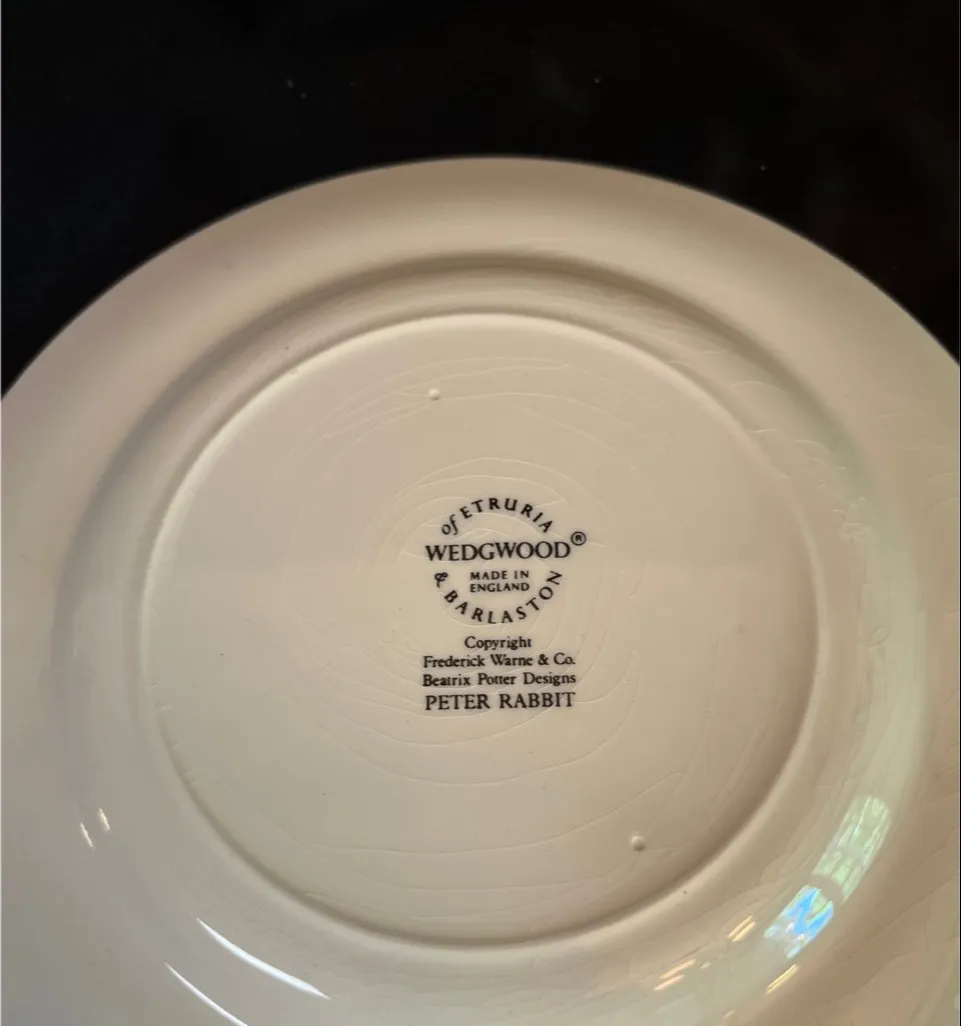 of ETRURIA
WEDGWOOD®
MADE IN
ENGLAND
& BARLASTON
Copyright
Frederick Warne & Co.
Beatrix Potter Designs
PETER RABBIT